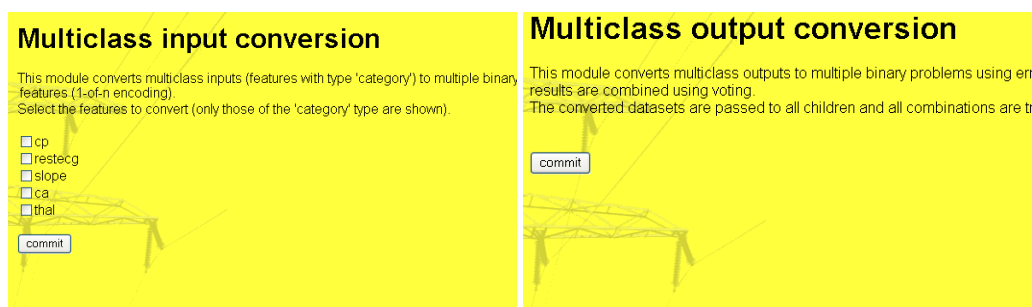 Multiclass input conversion
This module converts multiclass inputs (features with type 'category') to multiple binary
features (1-of-n encoding).
Select the features to convert (only those of the 'category' type are shown).
cp
restecg
slope
ca
thal
commit
Multiclass output conversion
This module converts multiclass outputs to multiple binary problems using
results are combined using voting.
The converted datasets are passed to all children and all combinations are
commit